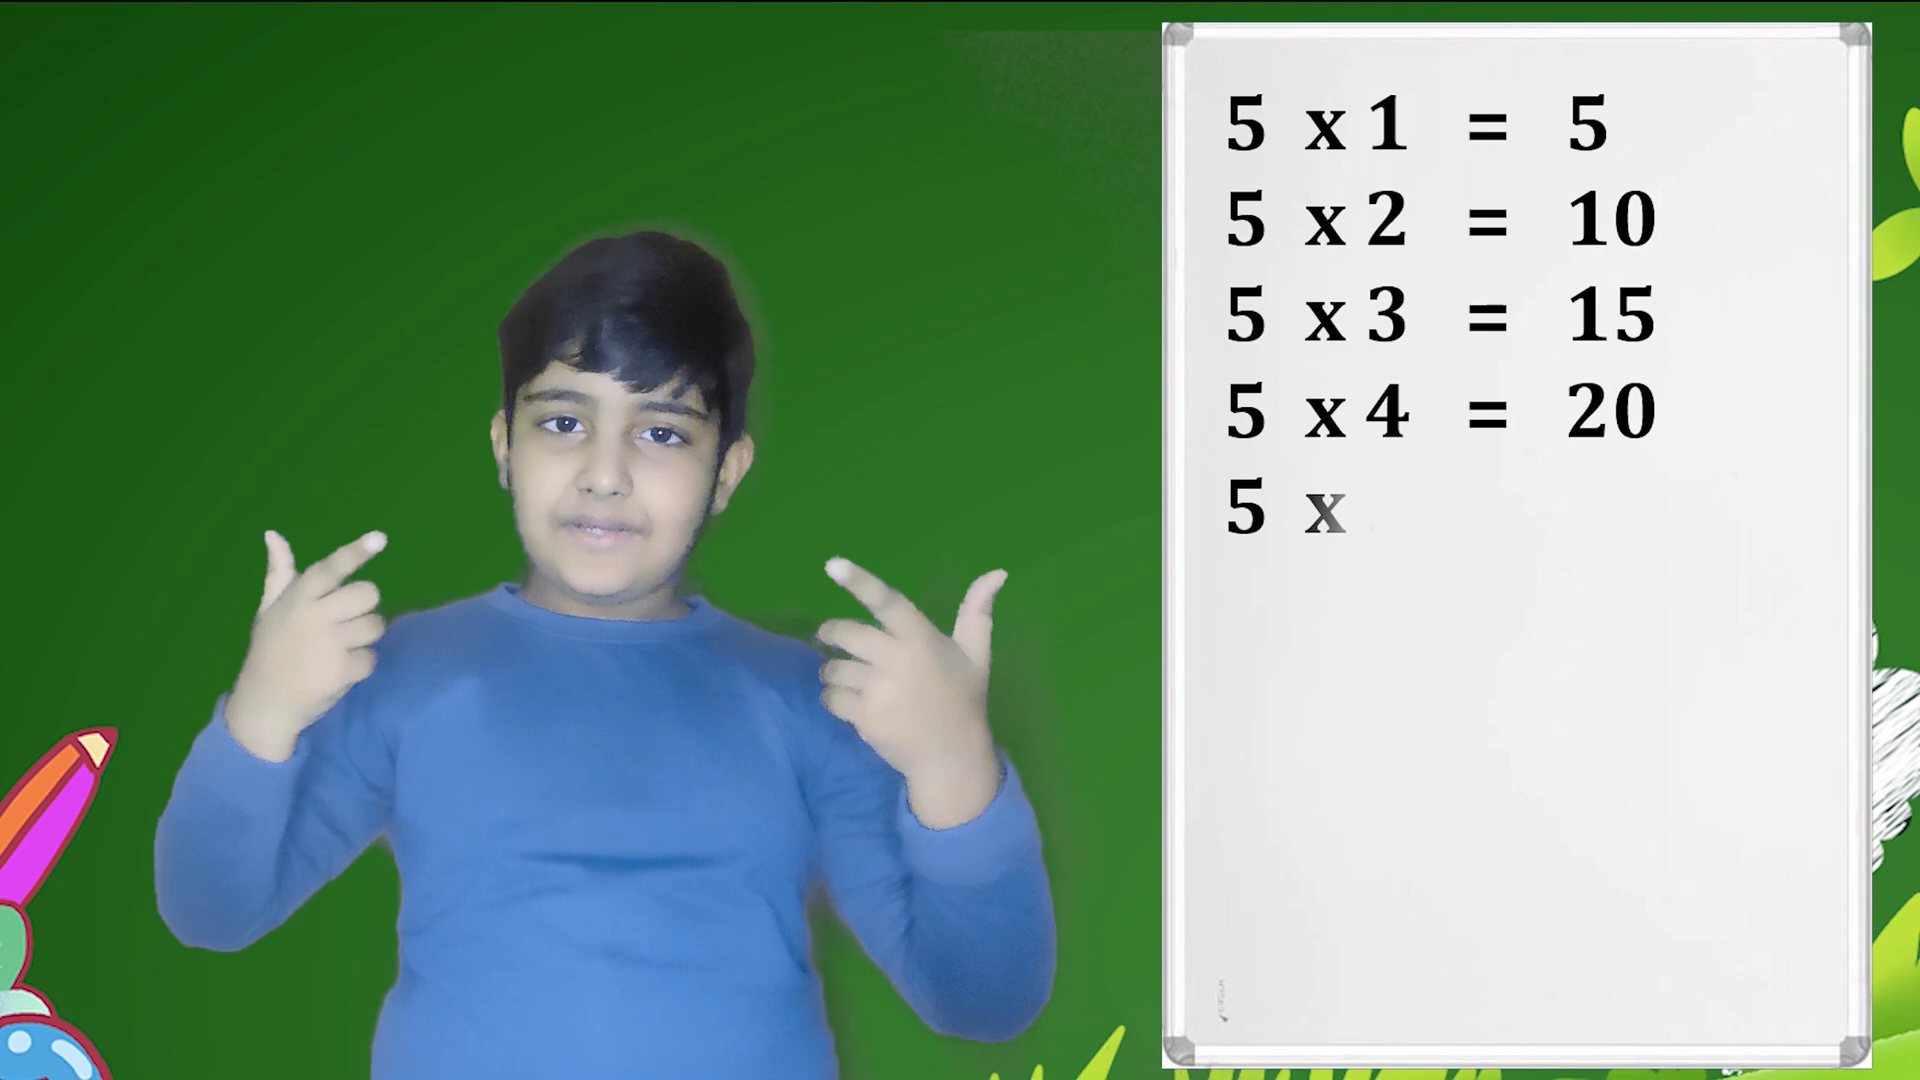 5 x 1 = 5
5 x 2 = 10
5 x 3 = 15
5 x 4 = 20
5 x